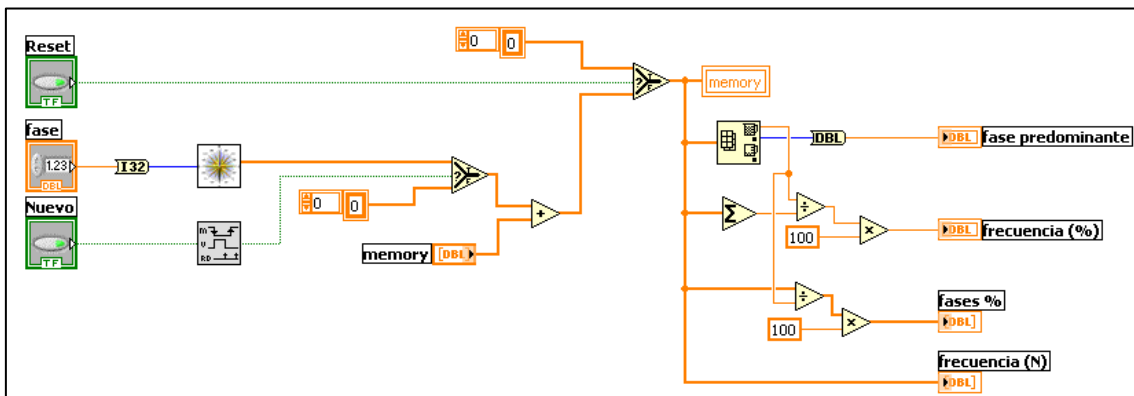 Reset
TF
fase
1.23
DBL
I32
Nuevo
TF
m
v
RD
0
0
? T F
0
0
? T F
memory
[DBL]
+
memory
DBL
fase predominante
Σ
÷
100
×
DBL
frecuencia (%)
÷
100
×
fases %
[DBL]
frecuencia (N)
[DBL]